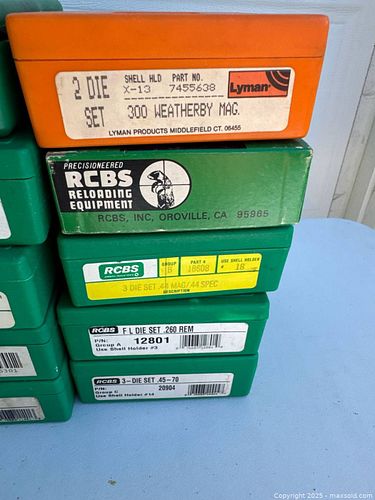 2 DIE SET
SHELL HLD PART NO.
X-13 7455638
Lyman
300 WEATHERBY MAG.
LYMAN PRODUCTS MIDDLEFIELD CT. 06455
PRECISIONEERED
RCBS
RELOADING
EQUIPMENT
RCBS, INC, OROVILLE, CA 95965
RCBS
GROUP PART # USE SHELL HOLDER
B 18608 # 18
3 DIE SET .44 MAG/.44 SPEC
DESCRIPTION
RCBS F L DIE SET .260 REM
P/N: 12801
Group A
Use Shell Holder #3
RCBS 3-DIE SET .45-70
P/N: 20904
Group C
Use Shell Holder #14
Copyright © 2025 - maxsold.com